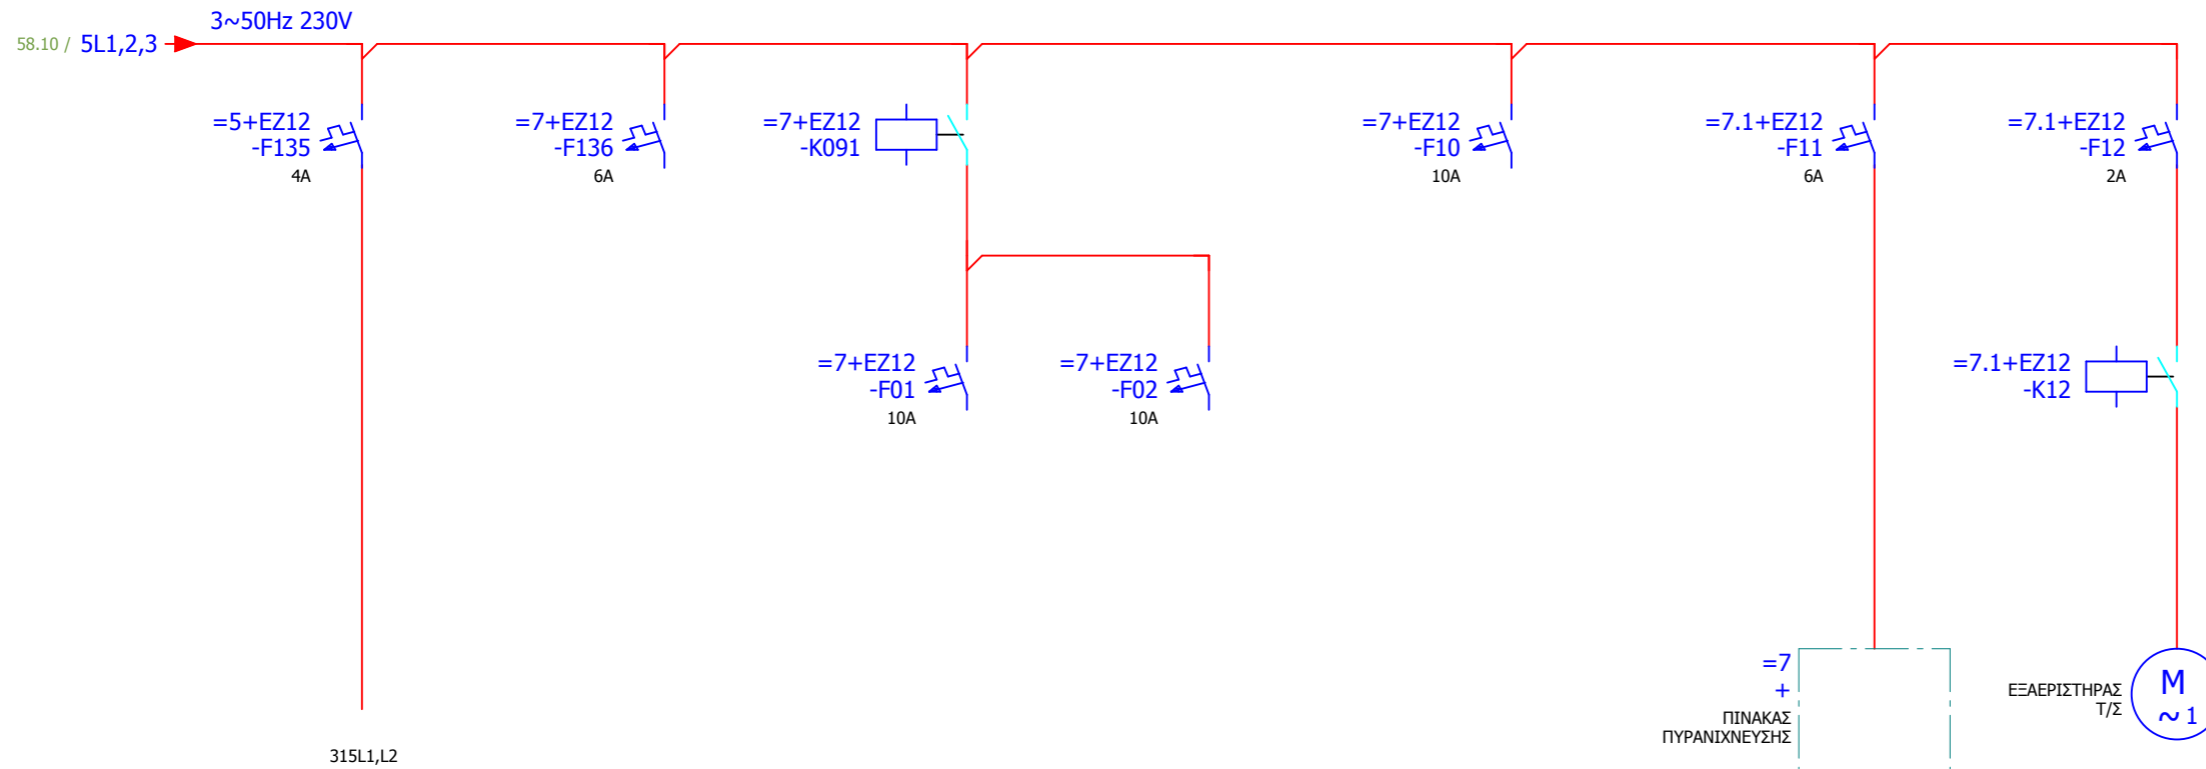 3~50Hz 230V
58.10 / 5L1,2,3
=5+EZ12
-F135
4A
=7+EZ12
-F136
6A
=7+EZ12
-K091
=7+EZ12
-F10
10A
=7.1+EZ12
-F11
6A
=7.1+EZ12
-F12
2A
=7+EZ12
-F01
10A
=7+EZ12
-F02
10A
=7.1+EZ12
-K12
=7
+
ΠΙΝΑΚΑΣ
ΠΥΡΑΝΙΧΝΕΥΣΗΣ
ΕΞΑΕΡΙΣΤΗΡΑΣ
Τ/Σ
M
~ 1
315L1,L2